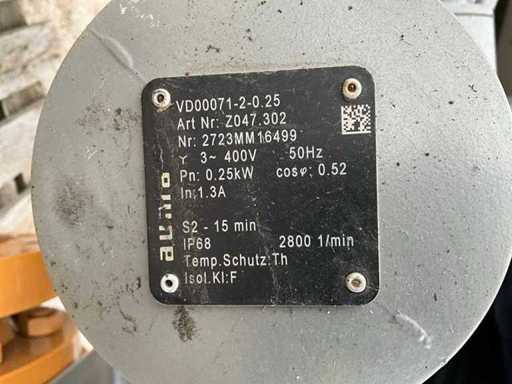 VD00071-2-0.25
Art Nr: Z047.302
Nr: 2723MM16499
Y 3~ 400V 50Hz
Pn: 0.25kW cosφ: 0.52
In:1.3A
auma
S2 - 15 min
IP68 2800 1/min
Temp.Schutz:Th
Isol.Kl:F